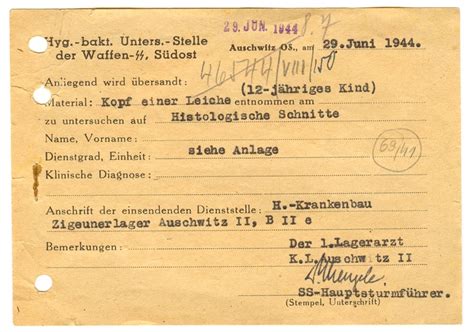 29. JUN. 1944
Hyg.-bakt. Unters.-Stelle
der Waffen-SS, Südost
Auschwitz OS., am 29.Juni 1944.
Anliegend wird übersandt:
(12-jähriges Kind)
Material: Kopf einer Leiche entnommen am
zu untersuchen auf Histologische Schnitte
Name, Vorname:
Dienstgrad, Einheit: siehe Anlage
Klinische Diagnose:
Anschrift der einsendenden Dienststelle: H.-Krankenbau
Zigeunerlager Auschwitz II, B II e
Bemerkungen: Der 1.Lagerarzt
K.L.Auschwitz II
SS-Hauptsturmführer.
(Stempel, Unterschrift)